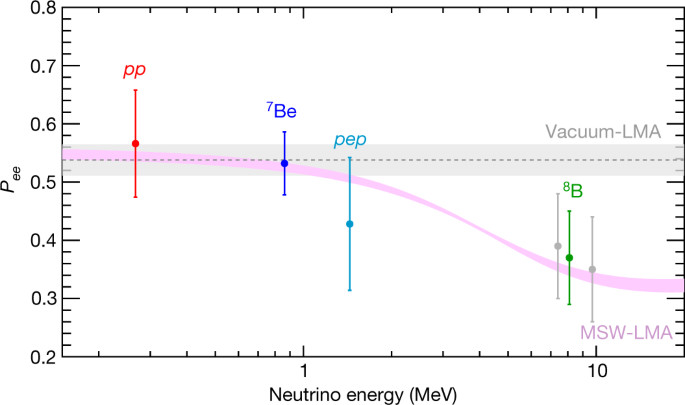 0.8
0.7
0.6
0.5
0.4
0.3
0.2
P_ee
pp
⁷Be
pep
Vacuum-LMA
⁸B
MSW-LMA
1
10
Neutrino energy (MeV)